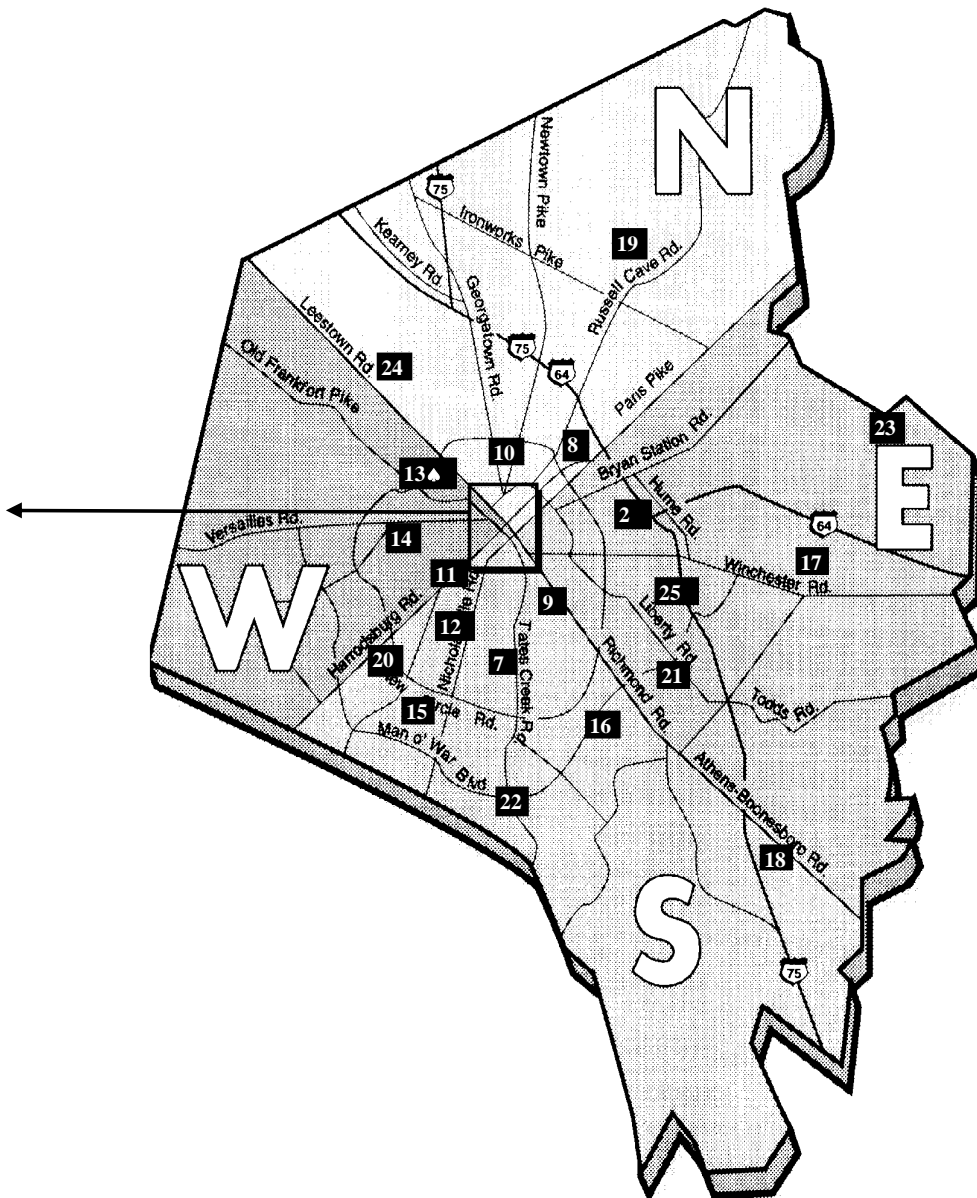 N
Newtown Pike
75
Ironworks Pike
19
Kearney Rd.
Russell Cave Rd.
Georgetown Rd.
Leestown Rd.
75
Old Frankfort Pike
24
64
Paris Pike
23
8
Bryan Station Rd.
10
E
13♠
Hume Rd.
2
64
Versailles Rd.
14
17
Winchester Rd.
W
11
25
9
Liberty Rd.
Harrodsburg Rd.
12
Tates Creek Rd.
Richmond Rd.
20
7
21
Todds Rd.
15
16
Rd.
Man o' War Blvd.
22
Athens-Boonesboro Rd
18
S
75